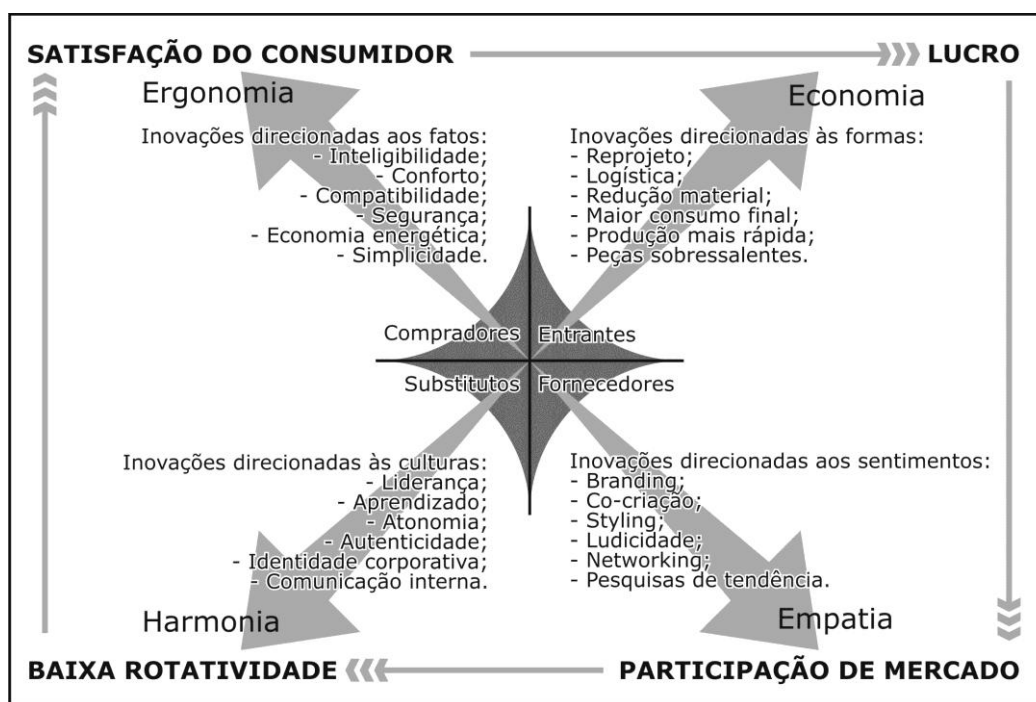 SATISFAÇÃO DO CONSUMIDOR
LUCRO
Ergonomia
Economia
Inovações direcionadas aos fatos:
- Inteligibilidade;
- Conforto;
- Compatibilidade;
- Segurança;
- Economia energética;
- Simplicidade.
Inovações direcionadas às formas:
- Reprojeto;
- Logística;
- Redução material;
- Maior consumo final;
- Produção mais rápida;
- Peças sobressalentes.
Compradores
Entrantes
Substitutos
Fornecedores
Inovações direcionadas às culturas:
- Liderança;
- Aprendizado;
- Atonomia;
- Autenticidade;
- Identidade corporativa;
- Comunicação interna.
Inovações direcionadas aos sentimentos:
- Branding;
- Co-criação;
- Styling;
- Ludicidade;
- Networking;
- Pesquisas de tendência.
Harmonia
Empatia
BAIXA ROTATIVIDADE
PARTICIPAÇÃO DE MERCADO